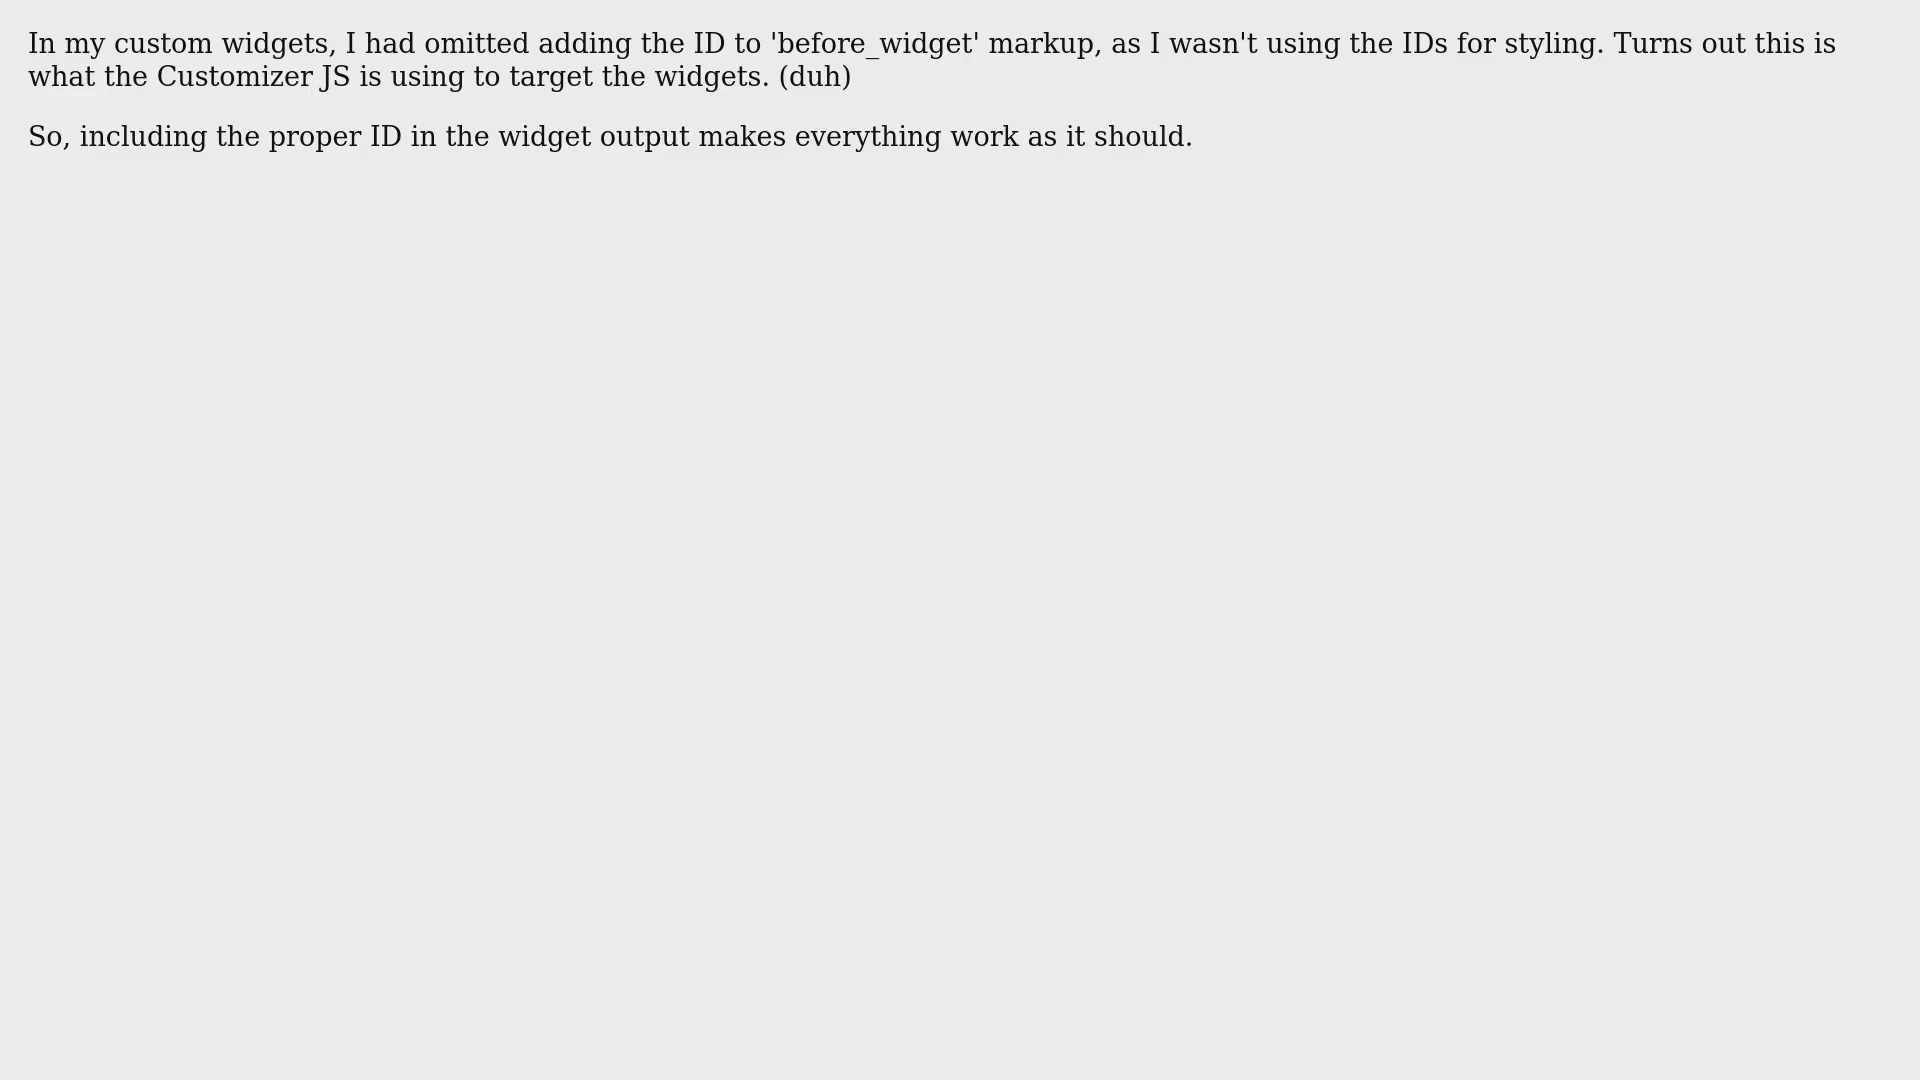 In my custom widgets, I had omitted adding the ID to 'before_widget' markup, as I wasn't using the IDs for styling. Turns out this is
what the Customizer JS is using to target the widgets. (duh)
So, including the proper ID in the widget output makes everything work as it should.